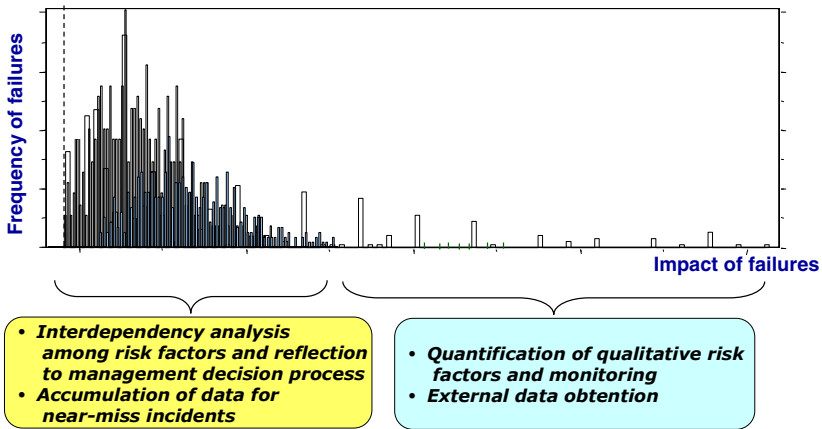 Frequency of failures
Impact of failures
• Interdependency analysis
among risk factors and reflection
to management decision process
• Accumulation of data for
near-miss incidents
• Quantification of qualitative risk
factors and monitoring
• External data obtention